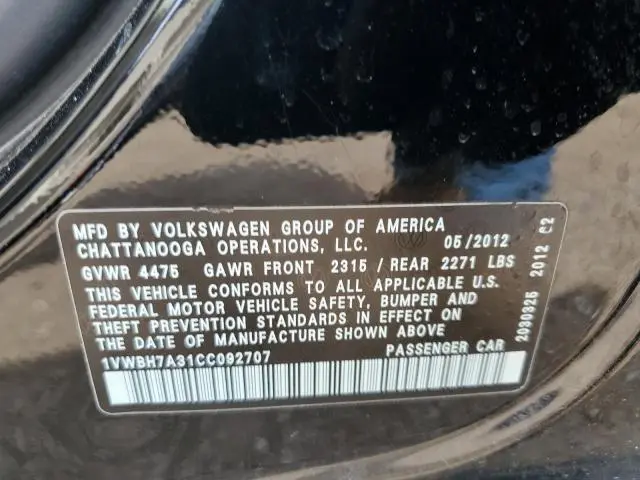 MFD BY VOLKSWAGEN GROUP OF AMERICA
CHATTANOOGA OPERATIONS, LLC. 05/2012
GVWR 4475 GAWR FRONT 2315 / REAR 2271 LBS
THIS VEHICLE CONFORMS TO ALL APPLICABLE U.S.
FEDERAL MOTOR VEHICLE SAFETY, BUMPER AND
THEFT PREVENTION STANDARDS IN EFFECT ON
THE DATE OF MANUFACTURE SHOWN ABOVE
1VWBH7A31CC092707 PASSENGER CAR
2030325 2012 C2